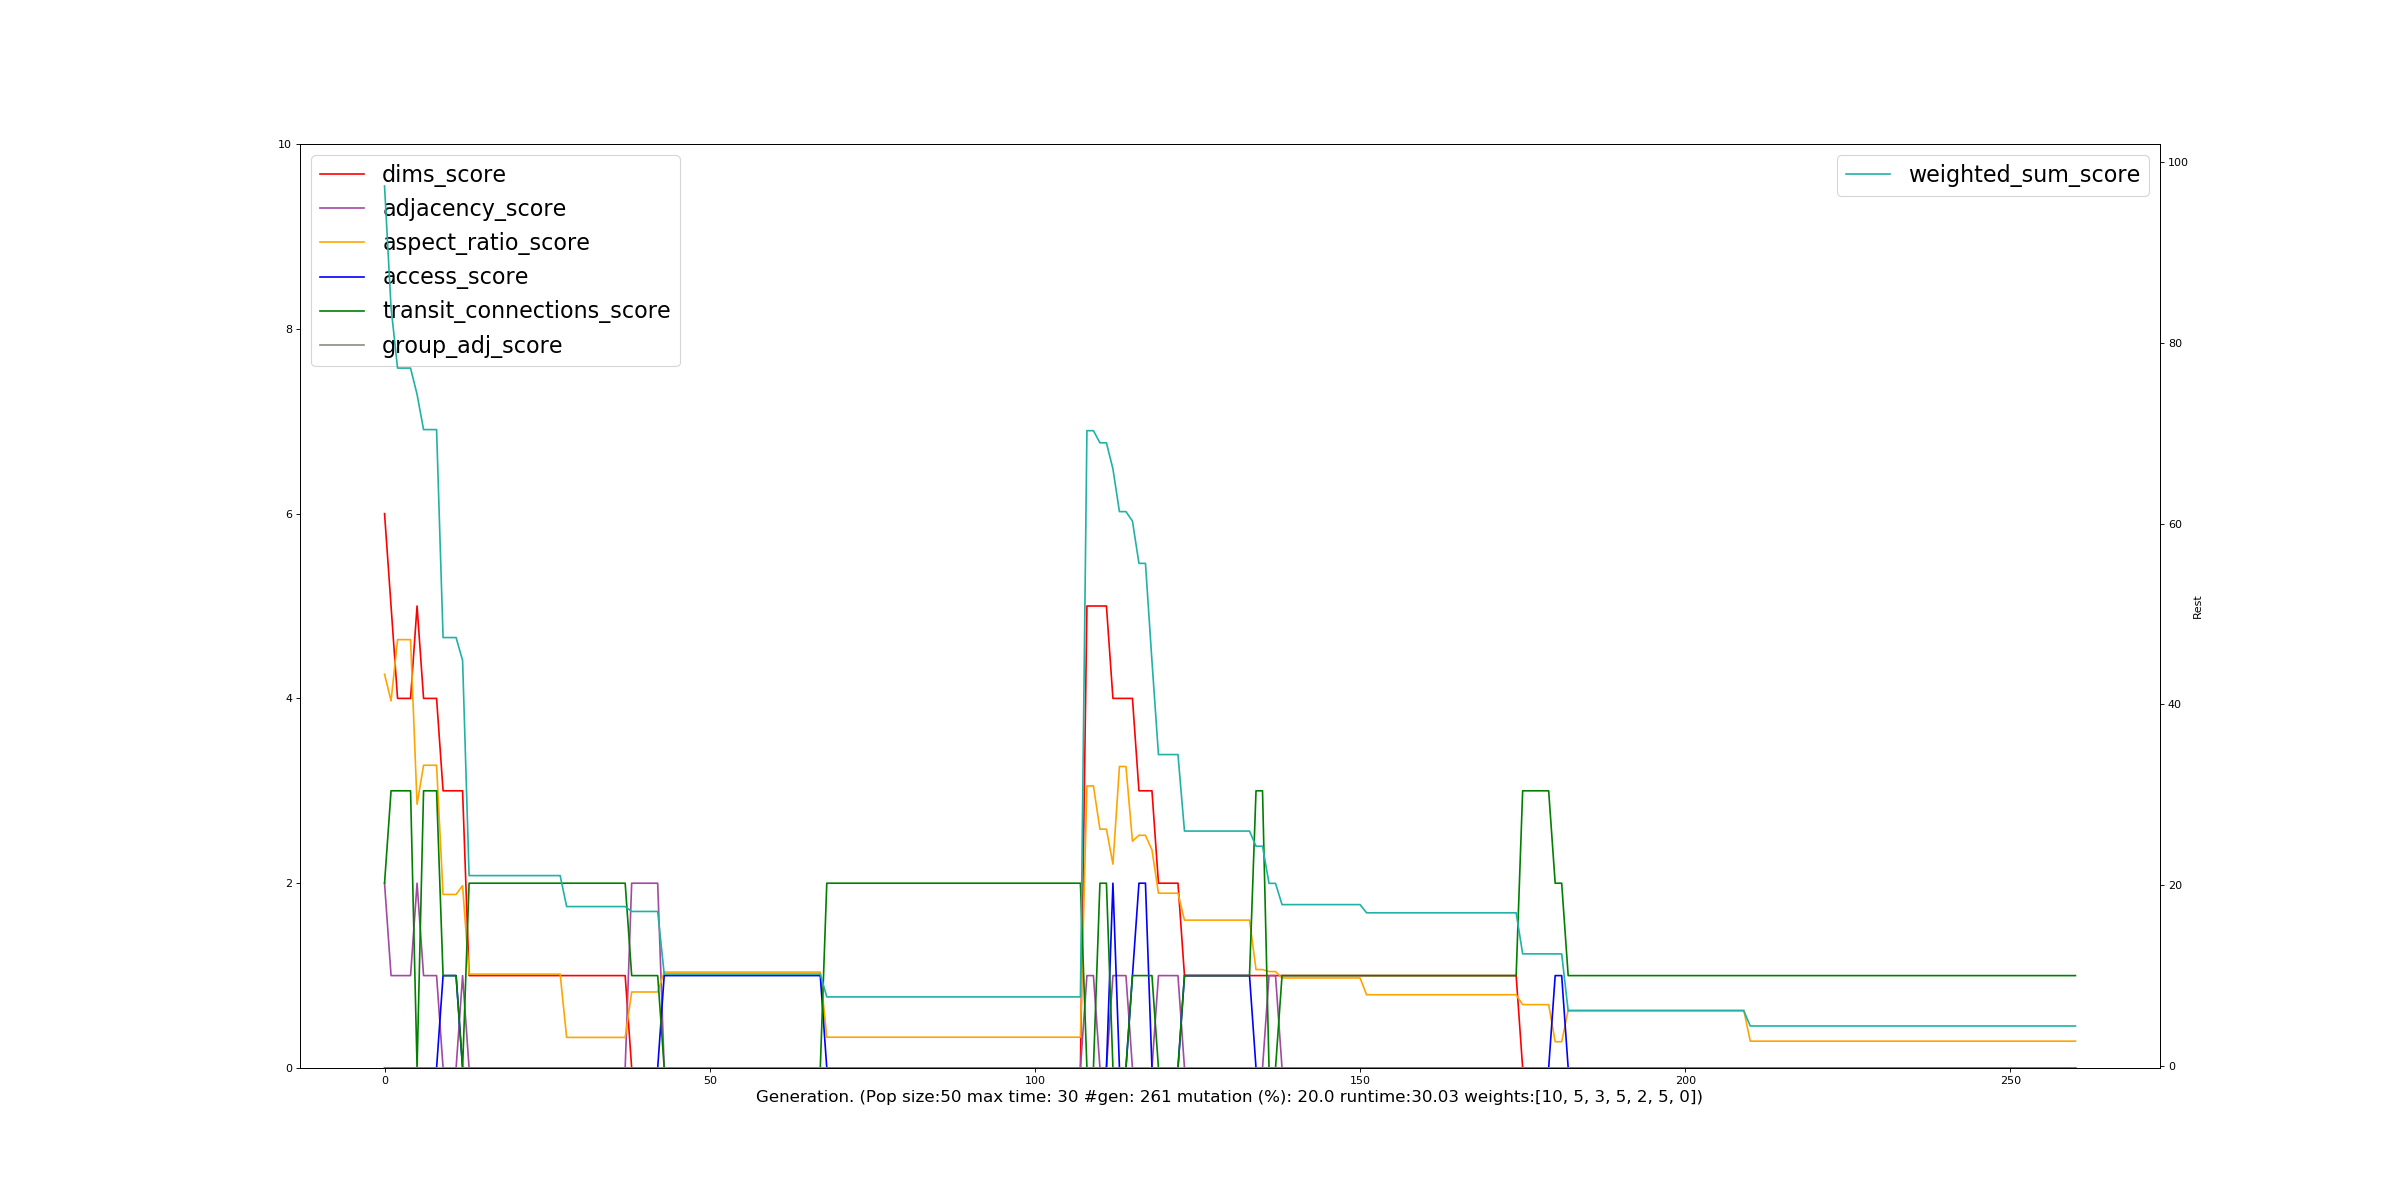 dims_score
adjacency_score
aspect_ratio_score
access_score
transit_connections_score
group_adj_score
weighted_sum_score
10
8
6
4
2
0
100
80
60
40
20
0
Rest
0 50 100 150 200 250
Generation. (Pop size:50 max time: 30 #gen: 261 mutation (%): 20.0 runtime:30.03 weights:[10, 5, 3, 5, 2, 5, 0])